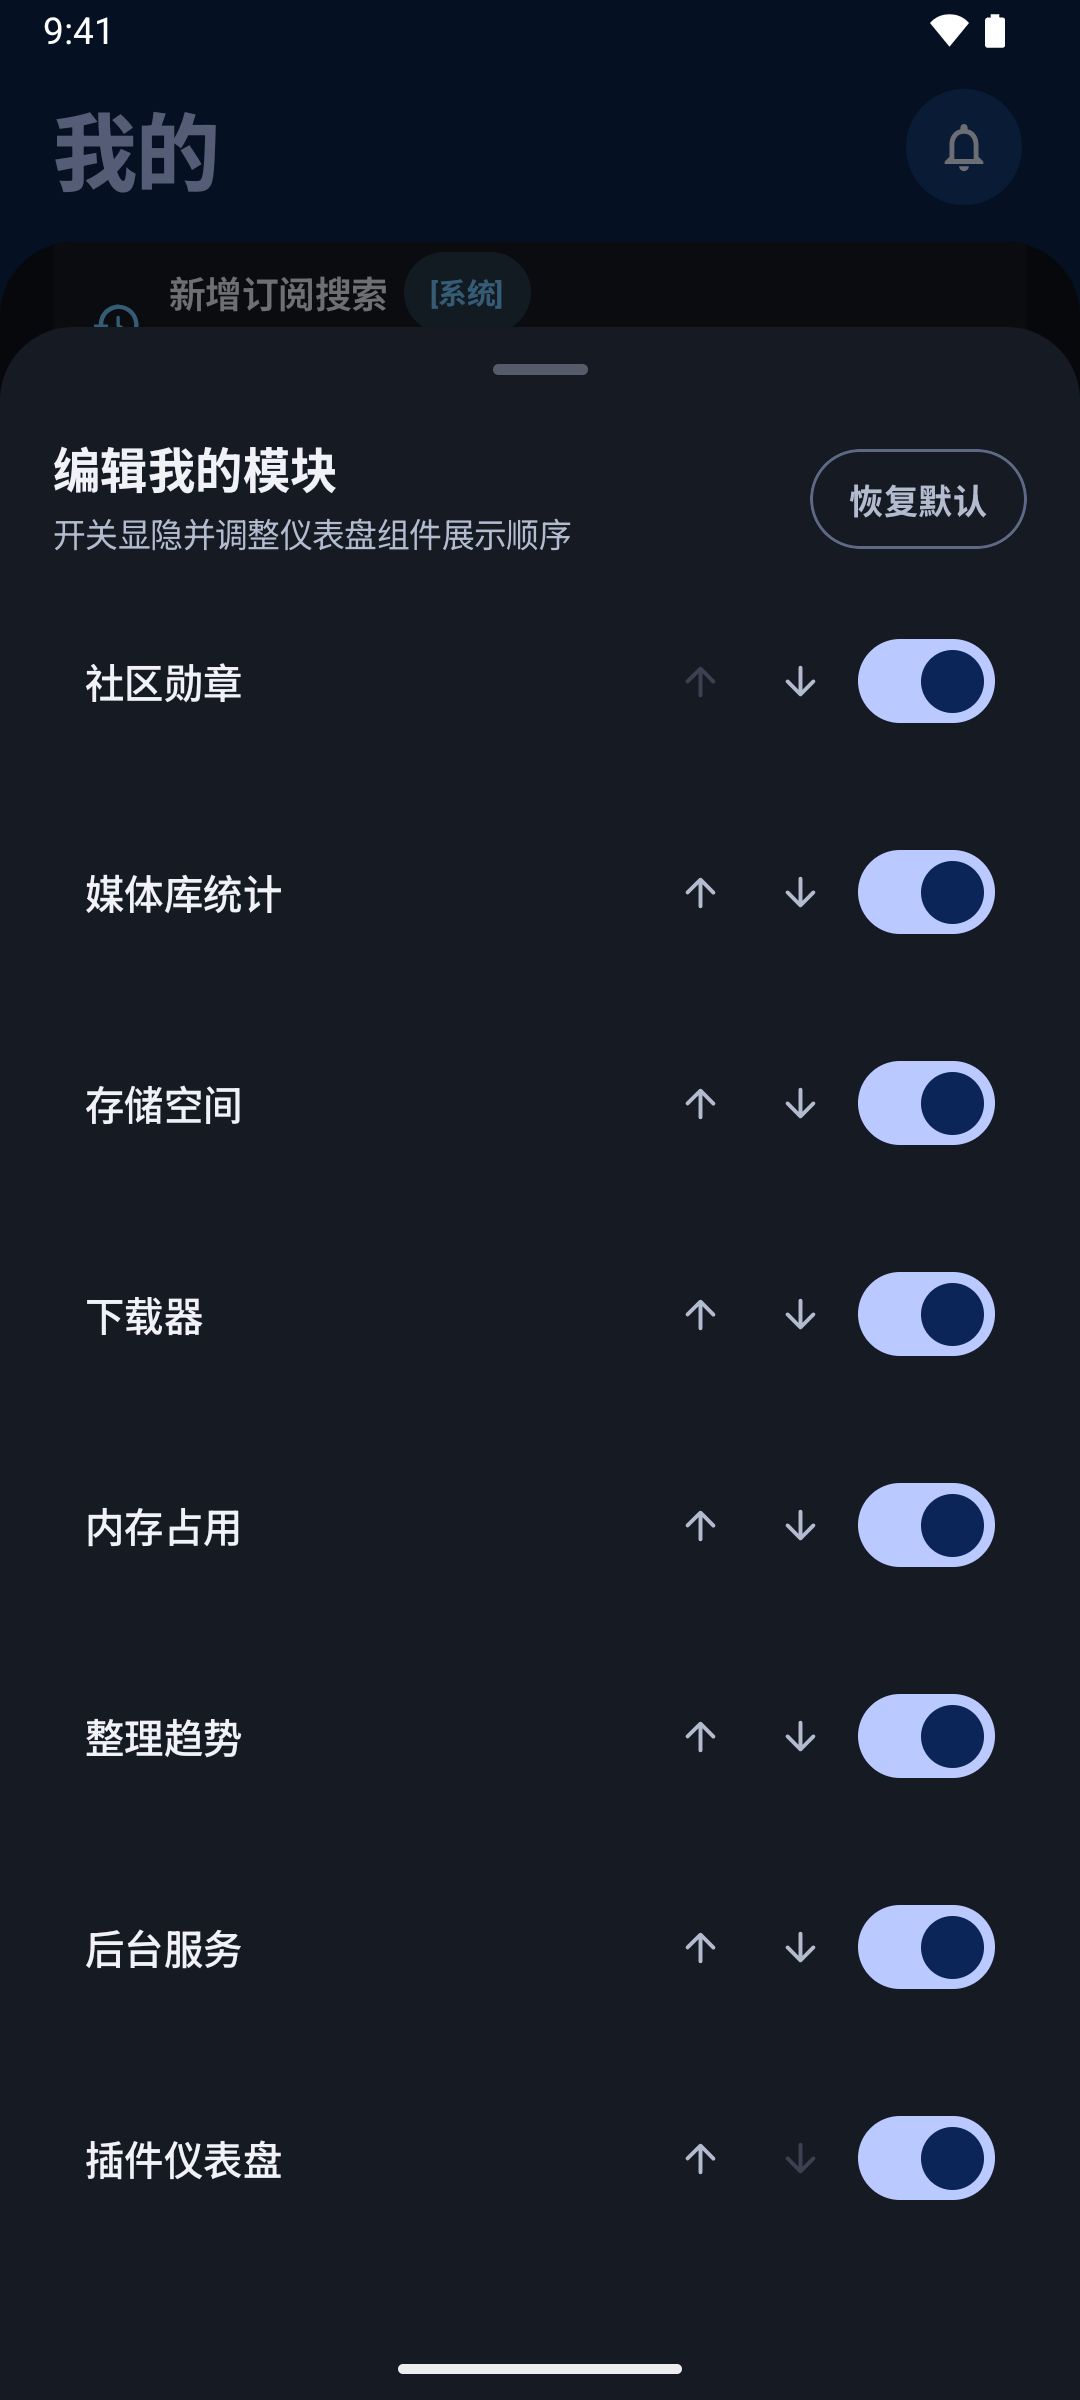 9:41
我的
新增订阅搜索 [系统]
编辑我的模块
恢复默认
开关显隐并调整仪表盘组件展示顺序
社区勋章
媒体库统计
存储空间
下载器
内存占用
整理趋势
后台服务
插件仪表盘